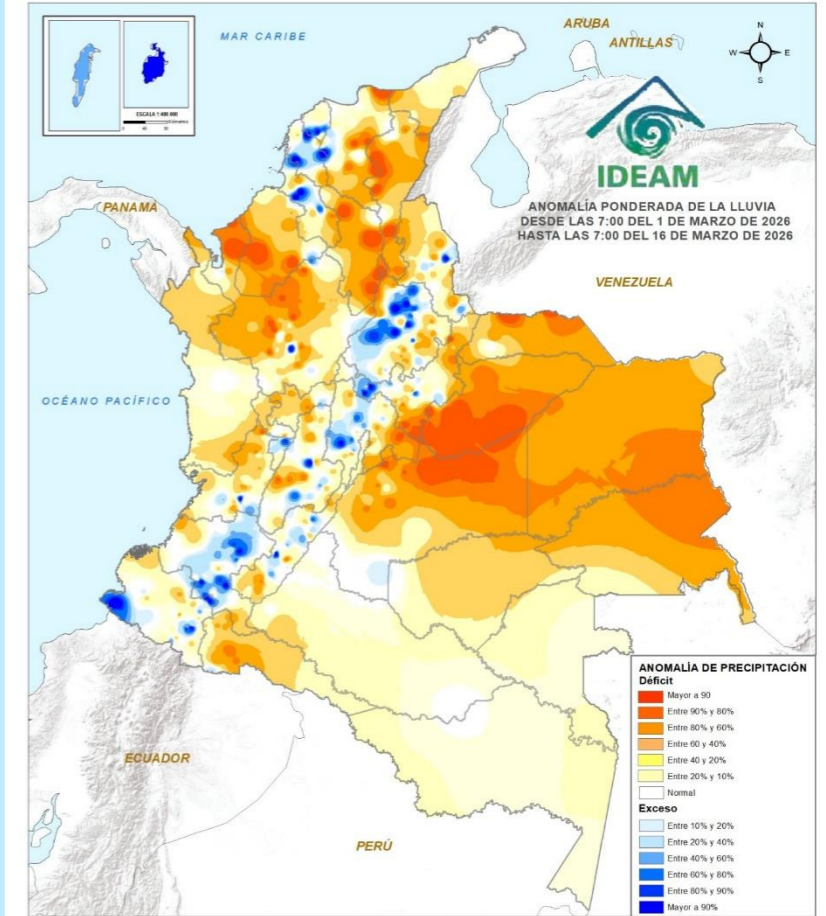 MAR CARIBE
ARUBA
ANTILLAS
N
W
E
S
ESCALA 1:400 000
IDEAM
PANAMÁ
ANOMALÍA PONDERADA DE LA LLUVIA
DESDE LAS 7:00 DEL 1 DE MARZO DE 2026
HASTA LAS 7:00 DEL 16 DE MARZO DE 2026
VENEZUELA
OCÉANO PACÍFICO
ECUADOR
PERÚ
ANOMALÍA DE PRECIPITACIÓN
Déficit
Mayor a 90
Entre 90% y 80%
Entre 80% y 60%
Entre 60 y 40%
Entre 40 y 20%
Entre 20% y 10%
Normal
Exceso
Entre 10% y 20%
Entre 20% y 40%
Entre 40% y 60%
Entre 60% y 80%
Entre 80% y 90%
Mayor a 90%